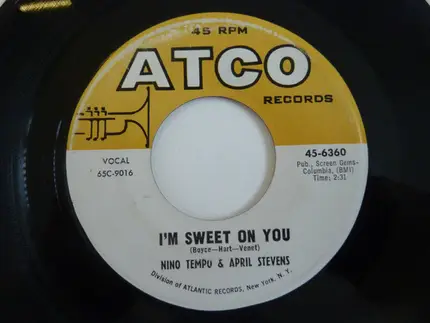 45 RPM
ATCO
RECORDS
VOCAL
65C-9016
45-6360
Pub., Screen Gems-
Columbia, (BMI)
Time: 2:31
I'M SWEET ON YOU
(Boyce-Hart-Venet)
NINO TEMPO & APRIL STEVENS
Division of ATLANTIC RECORDS, New York, N. Y.